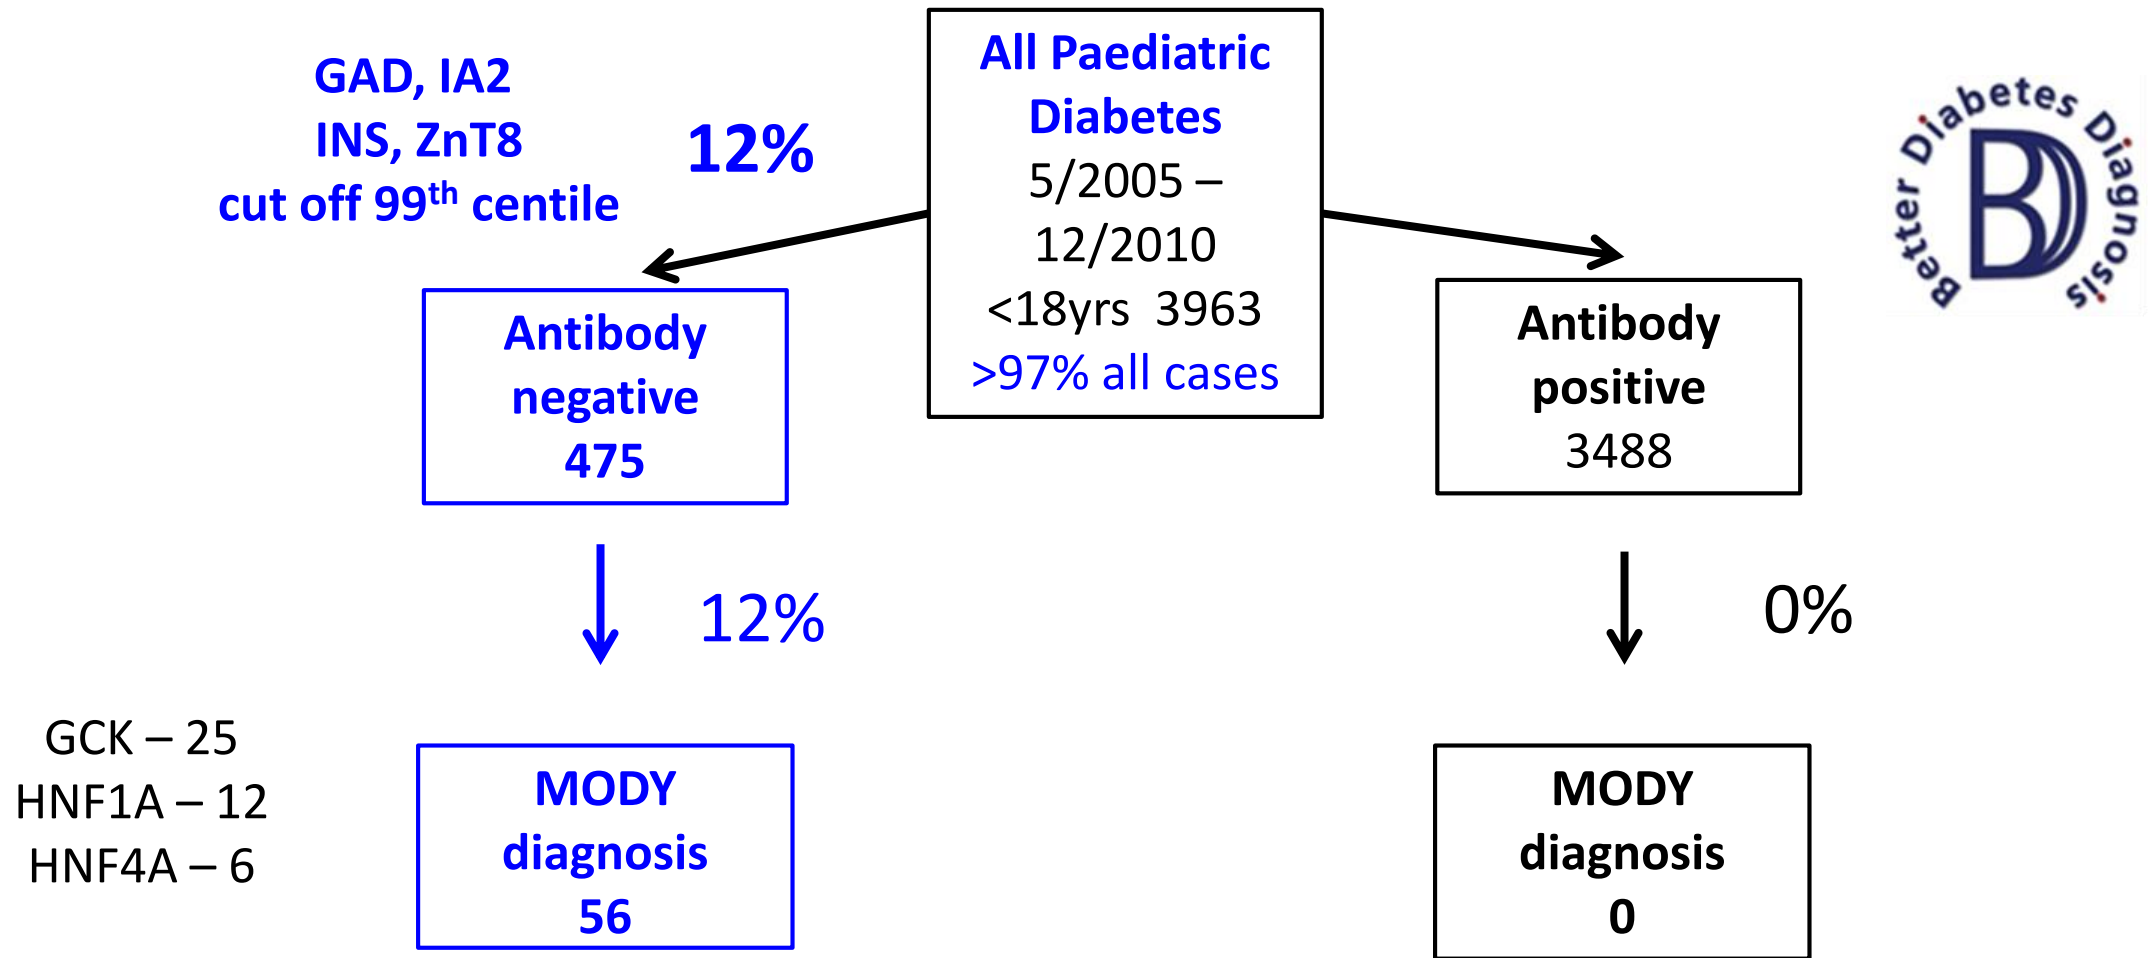 GAD, IA2
INS, ZnT8
cut off 99th centile
12%
All Paediatric
Diabetes
5/2005 –
12/2010
<18yrs 3963
>97% all cases
Better Diabetes Diagnosis
BDD
Antibody
negative
475
Antibody
positive
3488
12%
0%
GCK – 25
HNF1A – 12
HNF4A – 6
MODY
diagnosis
56
MODY
diagnosis
0